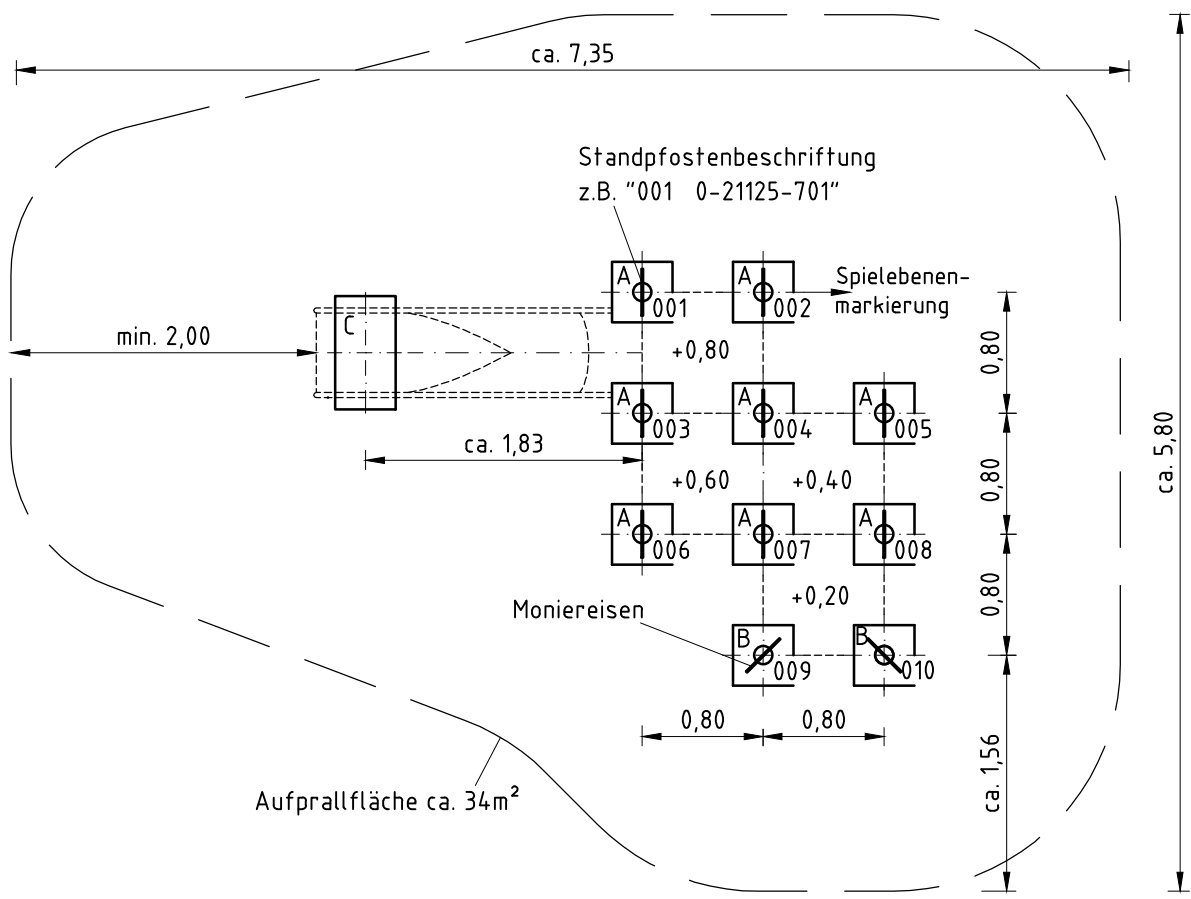 ca. 7,35
Standpfostenbeschriftung
z.B. "001 0-21125-701"
A
A
Spielebenen-
markierung
001
002
C
min. 2,00
+0,80
0,80
A
A
A
003
004
005
ca. 1,83
ca. 5,80
+0,60
+0,40
0,80
A
A
A
006
007
008
+0,20
0,80
Moniereisen
B
B
009
010
0,80
0,80
ca. 1,56
Aufprallfläche ca. 34m²